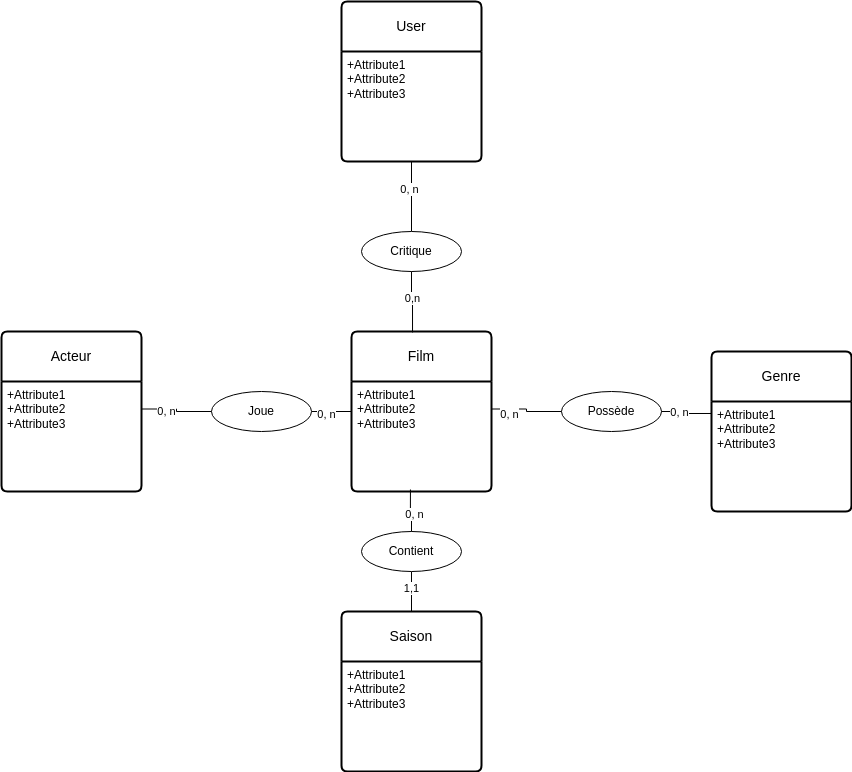 User
+Attribute1
+Attribute2
+Attribute3
0, n
Critique
0,n
Acteur
+Attribute1
+Attribute2
+Attribute3
0, n
Joue
0, n
Film
+Attribute1
+Attribute2
+Attribute3
0, n
Possède
0, n
Genre
+Attribute1
+Attribute2
+Attribute3
0, n
Contient
1,1
Saison
+Attribute1
+Attribute2
+Attribute3